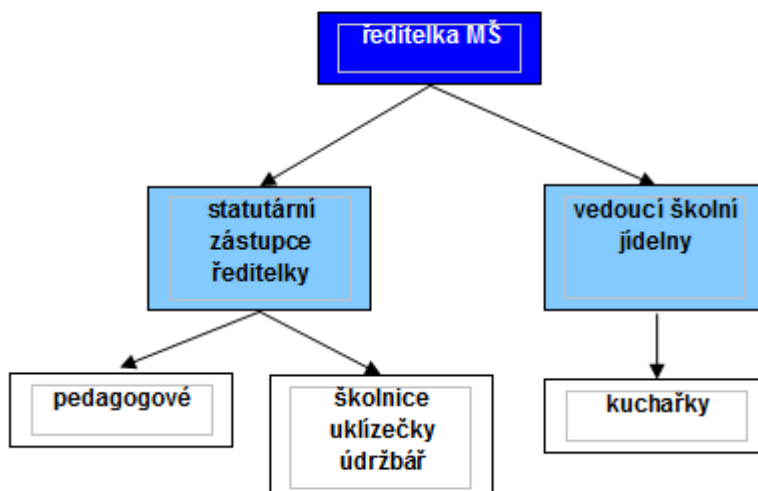 ředitelka MŠ
statutární
zástupce
ředitelky
vedoucí školní
jídelny
pedagogové
školnice
uklízečky
údržbář
kuchařky